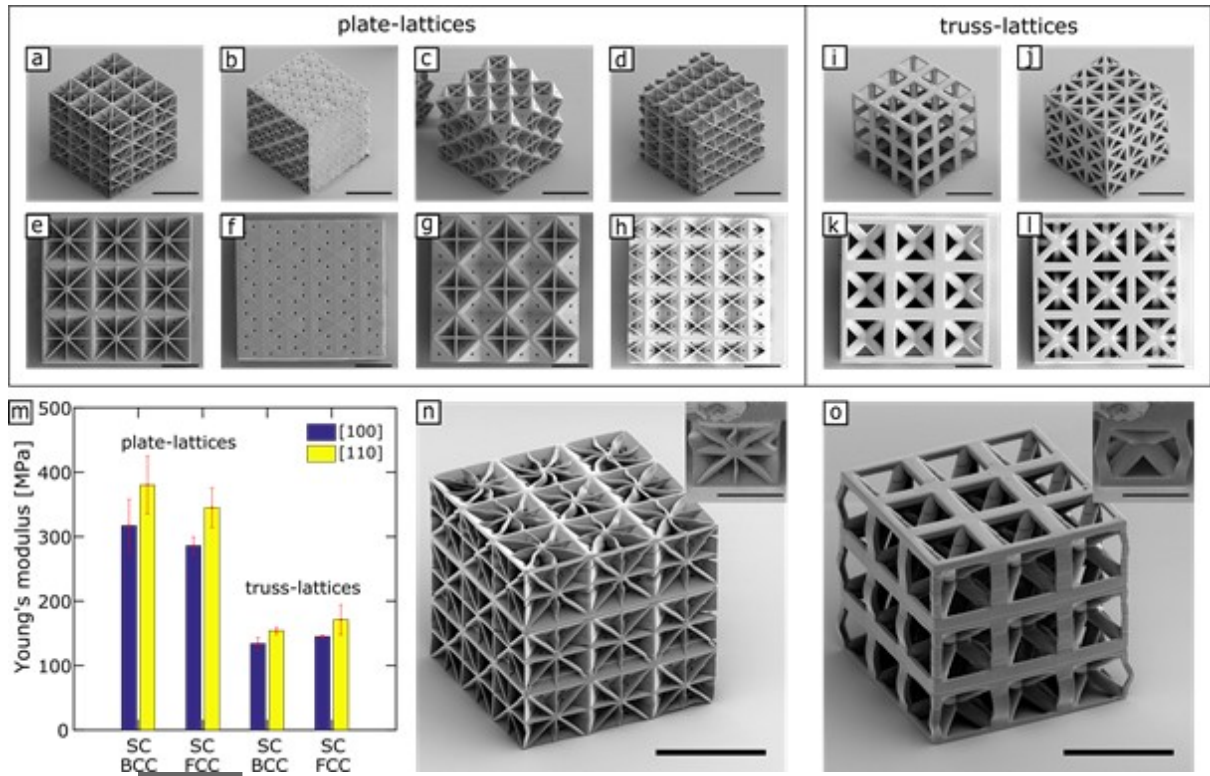 plate-lattices
truss-lattices
a
b
c
d
i
j
e
f
g
h
k
l
m
500
400
300
200
100
0
Young's modulus [MPa]
plate-lattices
[100]
[110]
truss-lattices
SC
BCC
SC
FCC
SC
BCC
SC
FCC
n
o